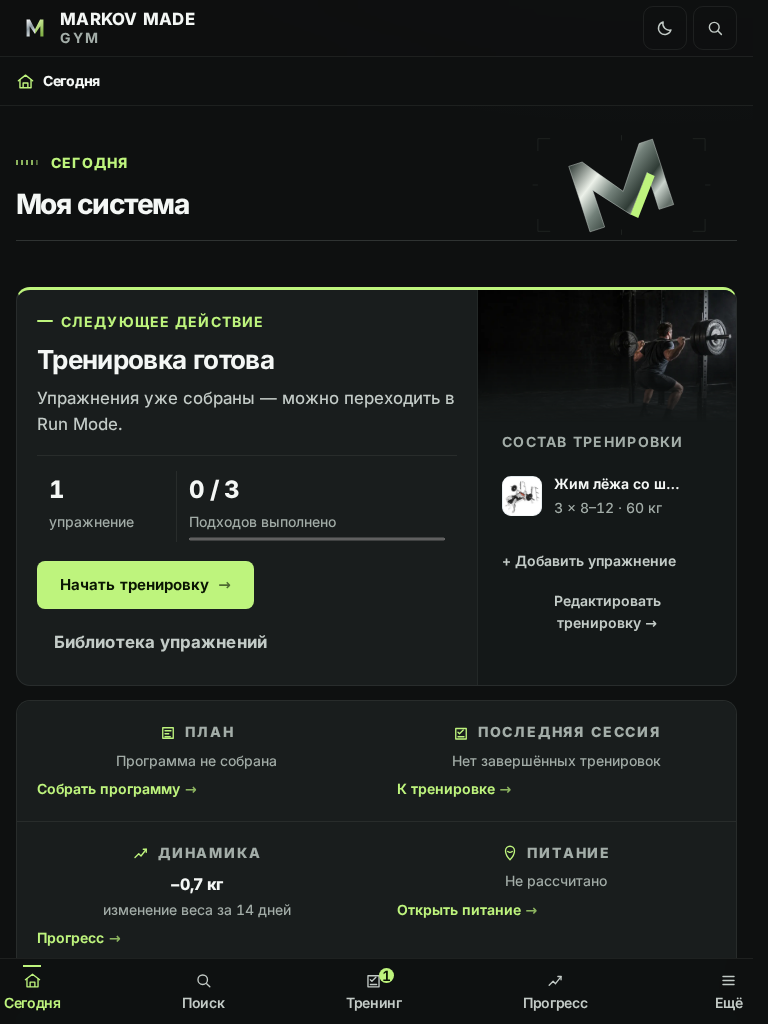 MARKOV MADE
GYM
Сегодня
СЕГОДНЯ
Моя система
СЛЕДУЮЩЕЕ ДЕЙСТВИЕ
Тренировка готова
Упражнения уже собраны — можно переходить в
Run Mode.
1
упражнение
0 / 3
Подходов выполнено
Начать тренировку →
Библиотека упражнений
СОСТАВ ТРЕНИРОВКИ
Жим лёжа со ш…
3 × 8–12 · 60 кг
+ Добавить упражнение
Редактировать
тренировку →
ПЛАН
Программа не собрана
Собрать программу →
ПОСЛЕДНЯЯ СЕССИЯ
Нет завершённых тренировок
К тренировке →
ДИНАМИКА
−0,7 кг
изменение веса за 14 дней
Прогресс →
ПИТАНИЕ
Не рассчитано
Открыть питание →
Сегодня
Поиск
1
Тренинг
Прогресс
Ещё